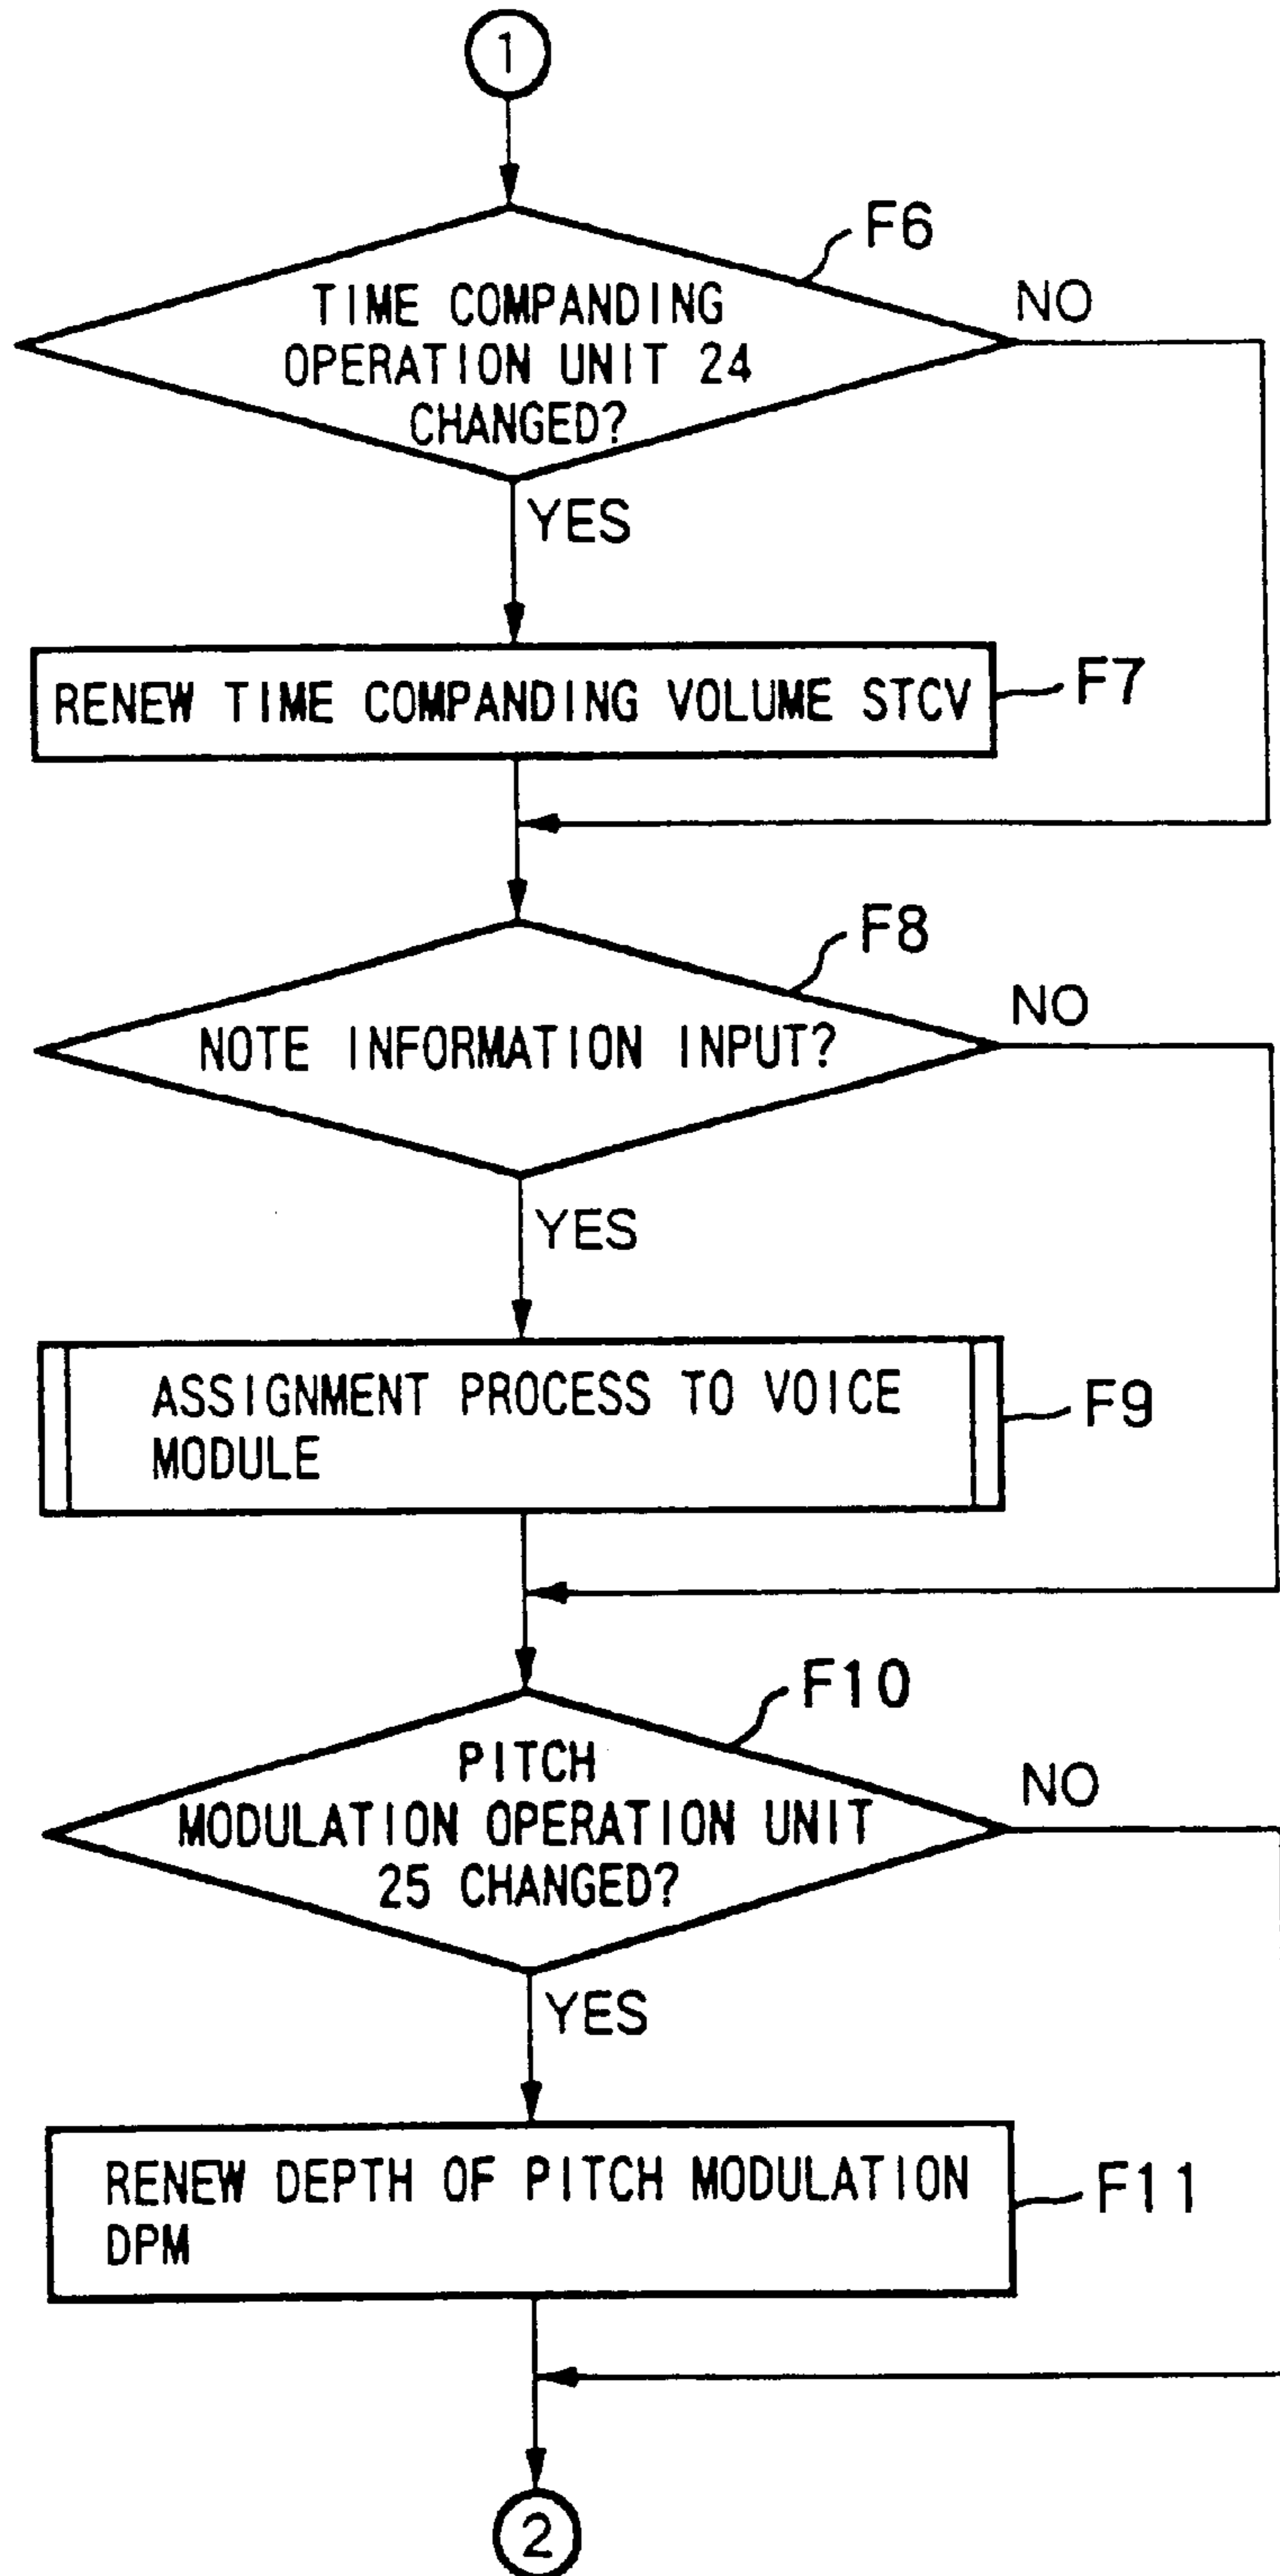 1
F6
TIME COMPANDING
OPERATION UNIT 24
CHANGED?
NO
YES
RENEW TIME COMPANDING VOLUME STCV
F7
F8
NOTE INFORMATION INPUT?
NO
YES
ASSIGNMENT PROCESS TO VOICE
MODULE
F9
F10
PITCH
MODULATION OPERATION UNIT
25 CHANGED?
NO
YES
RENEW DEPTH OF PITCH MODULATION
DPM
F11
2